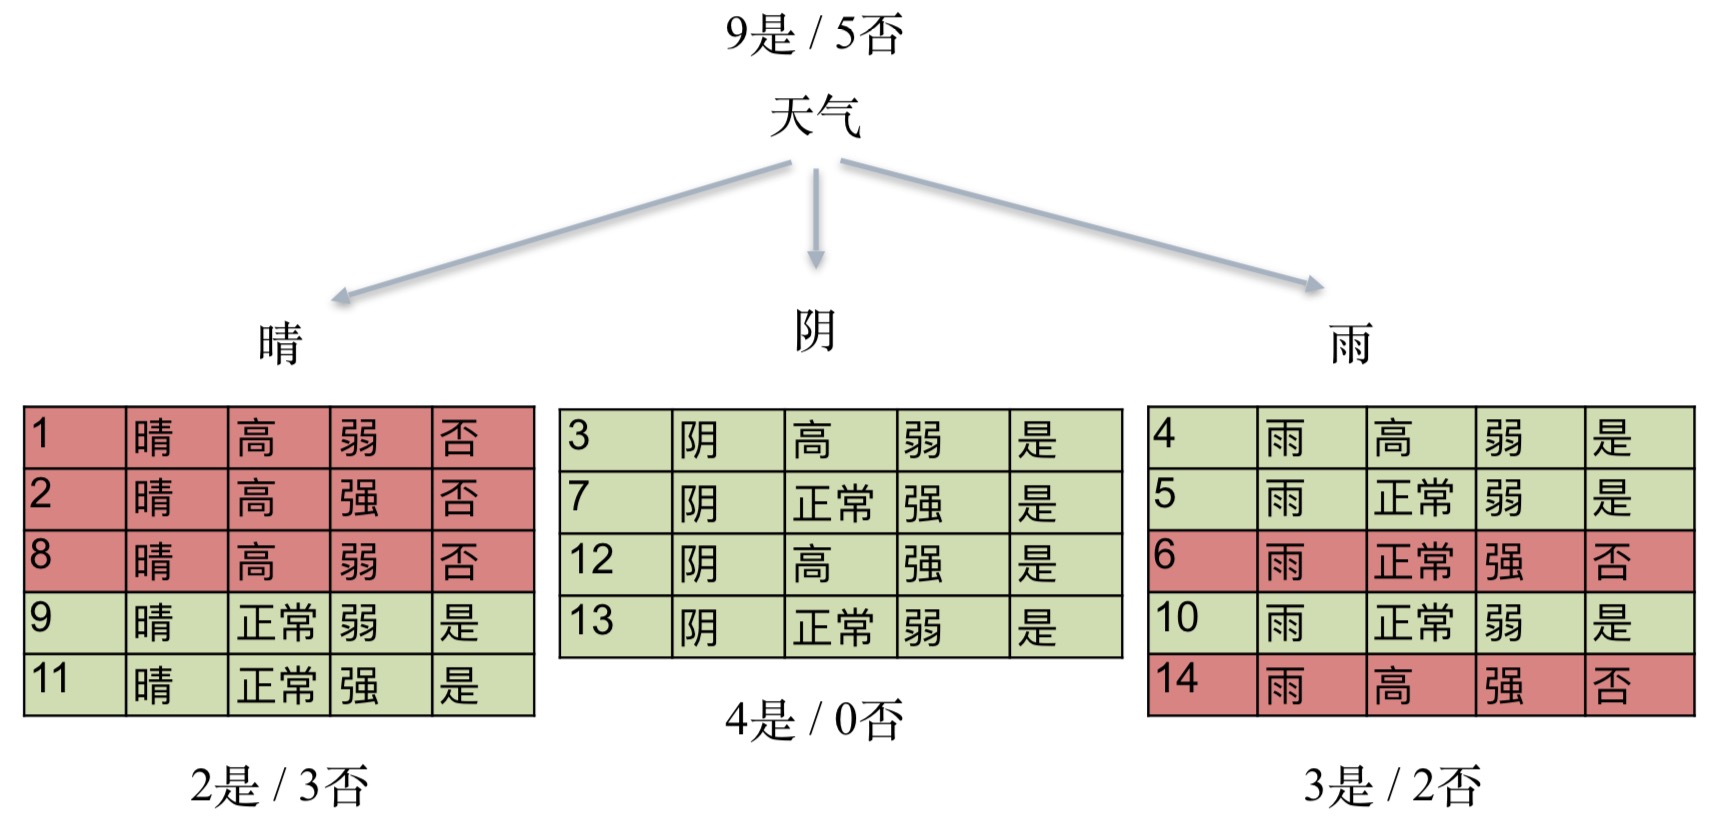 9是 / 5否
天气
晴
阴
雨
1 晴 高 弱 否
2 晴 高 强 否
8 晴 高 弱 否
9 晴 正常 弱 是
11 晴 正常 强 是
2是 / 3否
3 阴 高 弱 是
7 阴 正常 强 是
12 阴 高 强 是
13 阴 正常 弱 是
4是 / 0否
4 雨 高 弱 是
5 雨 正常 弱 是
6 雨 正常 强 否
10 雨 正常 弱 是
14 雨 高 强 否
3是 / 2否